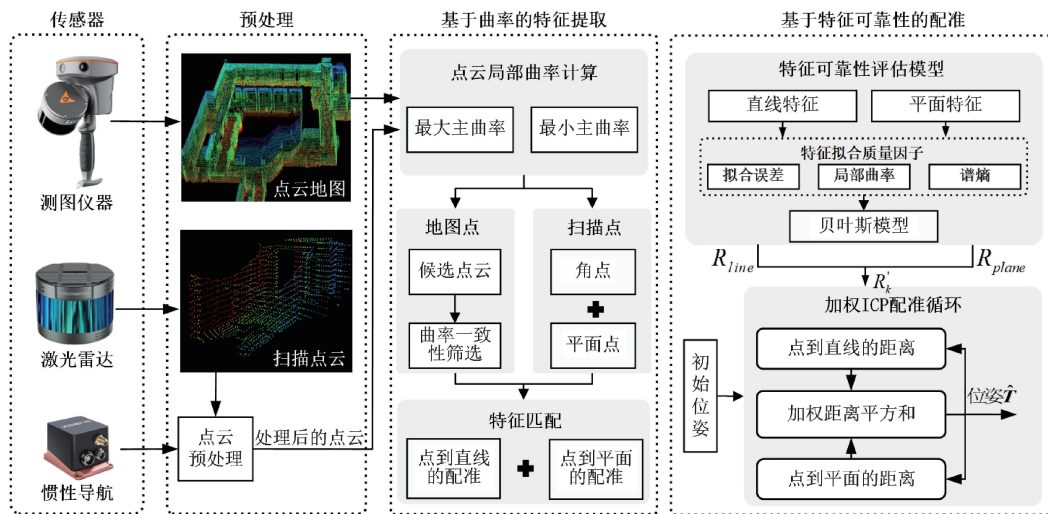 传感器
测图仪器
激光雷达
惯性导航
预处理
点云地图
扫描点云
点云
预处理
处理后的点云
基于曲率的特征提取
点云局部曲率计算
最大主曲率
最小主曲率
地图点
候选点云
曲率一致
性筛选
扫描点
角点
平面点
特征匹配
点到直线
的配准
点到平面
的配准
基于特征可靠性的配准
特征可靠性评估模型
直线特征
平面特征
特征拟合质量因子
拟合误差
局部曲率
谱熵
贝叶斯模型
R_line
R_plane
R'_k
加权ICP配准循环
初始位姿
点到直线的距离
加权距离平方和
点到平面的距离
位姿T̂